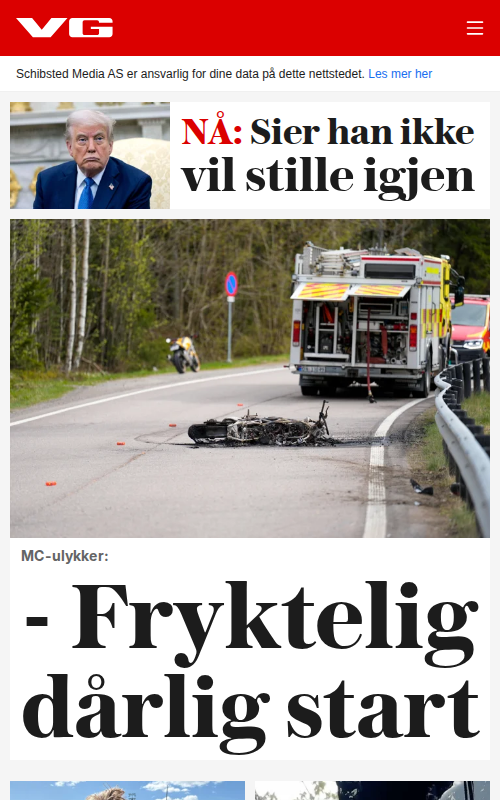 VG
Schibsted Media AS er ansvarlig for dine data på dette nettstedet. Les mer her
NÅ: Sier han ikke
vil stille igjen
MC-ulykker:
- Fryktelig
dårlig start